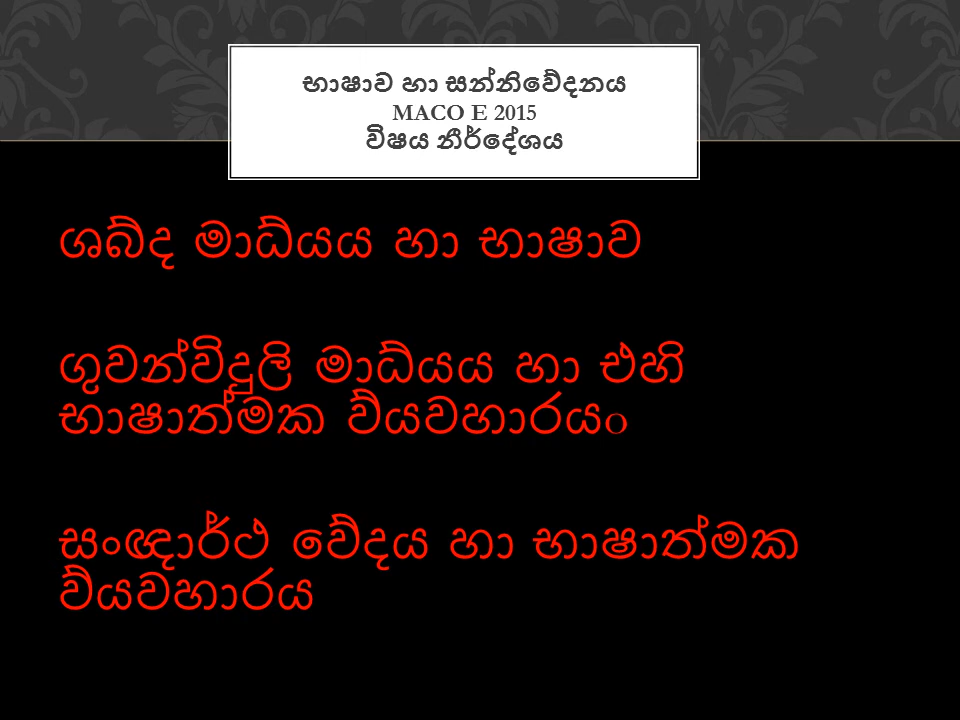 භාෂාව හා සන්නිවේදනය
MACO E 2015
විෂය නීර්දේශය
ශබ්ද මාධ්යය හා භාෂාව
ගුවන්විදුලි මාධ්යය හා එහි
භාෂාත්මක ව්යවහාරයo
සංඥාර්ථ වේදය හා භාෂාත්මක
ව්යවහාරය